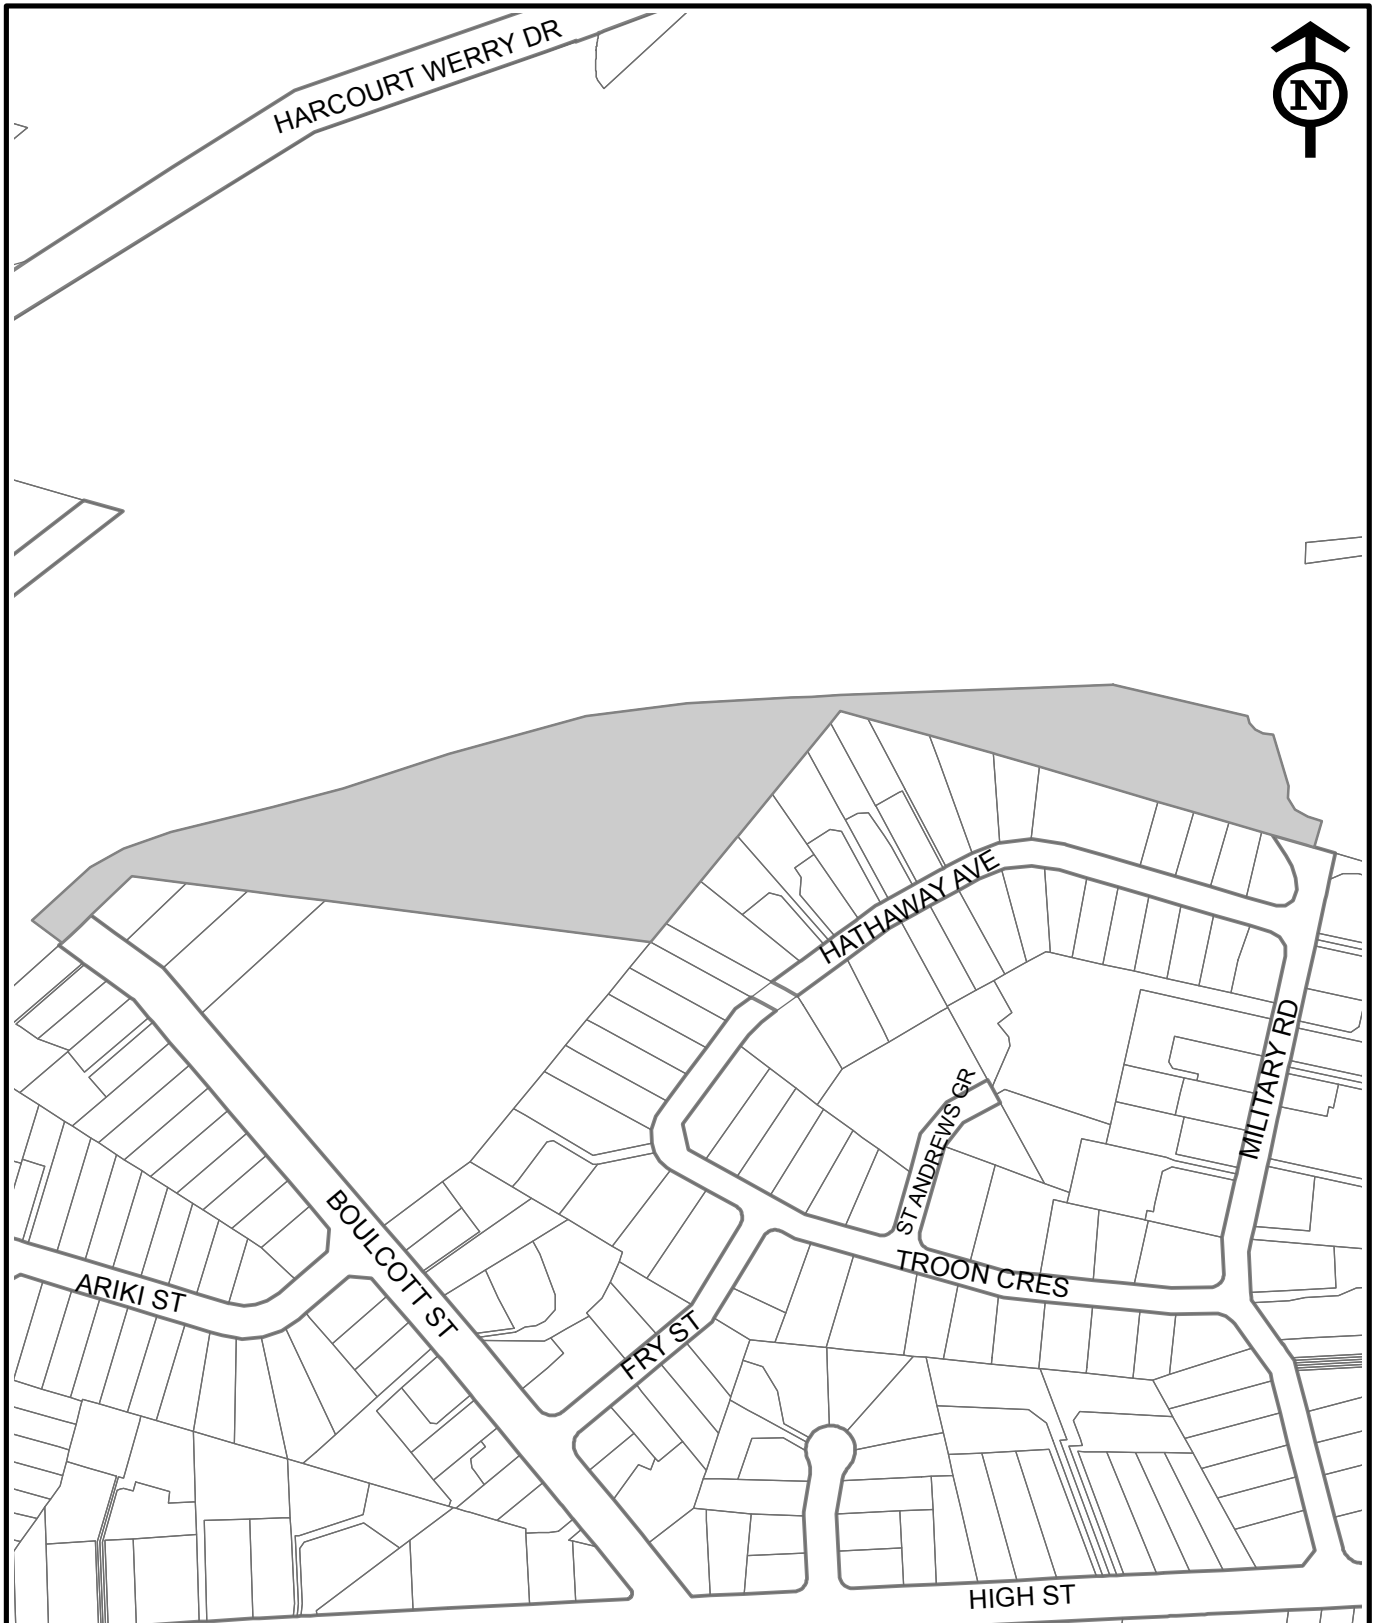 HARCOURT WERRY DR
N
HATHAWAY AVE
MILITARY RD
ST ANDREWS GR
BOULCOTT ST
TROON CRES
ARIKI ST
FRY ST
HIGH ST